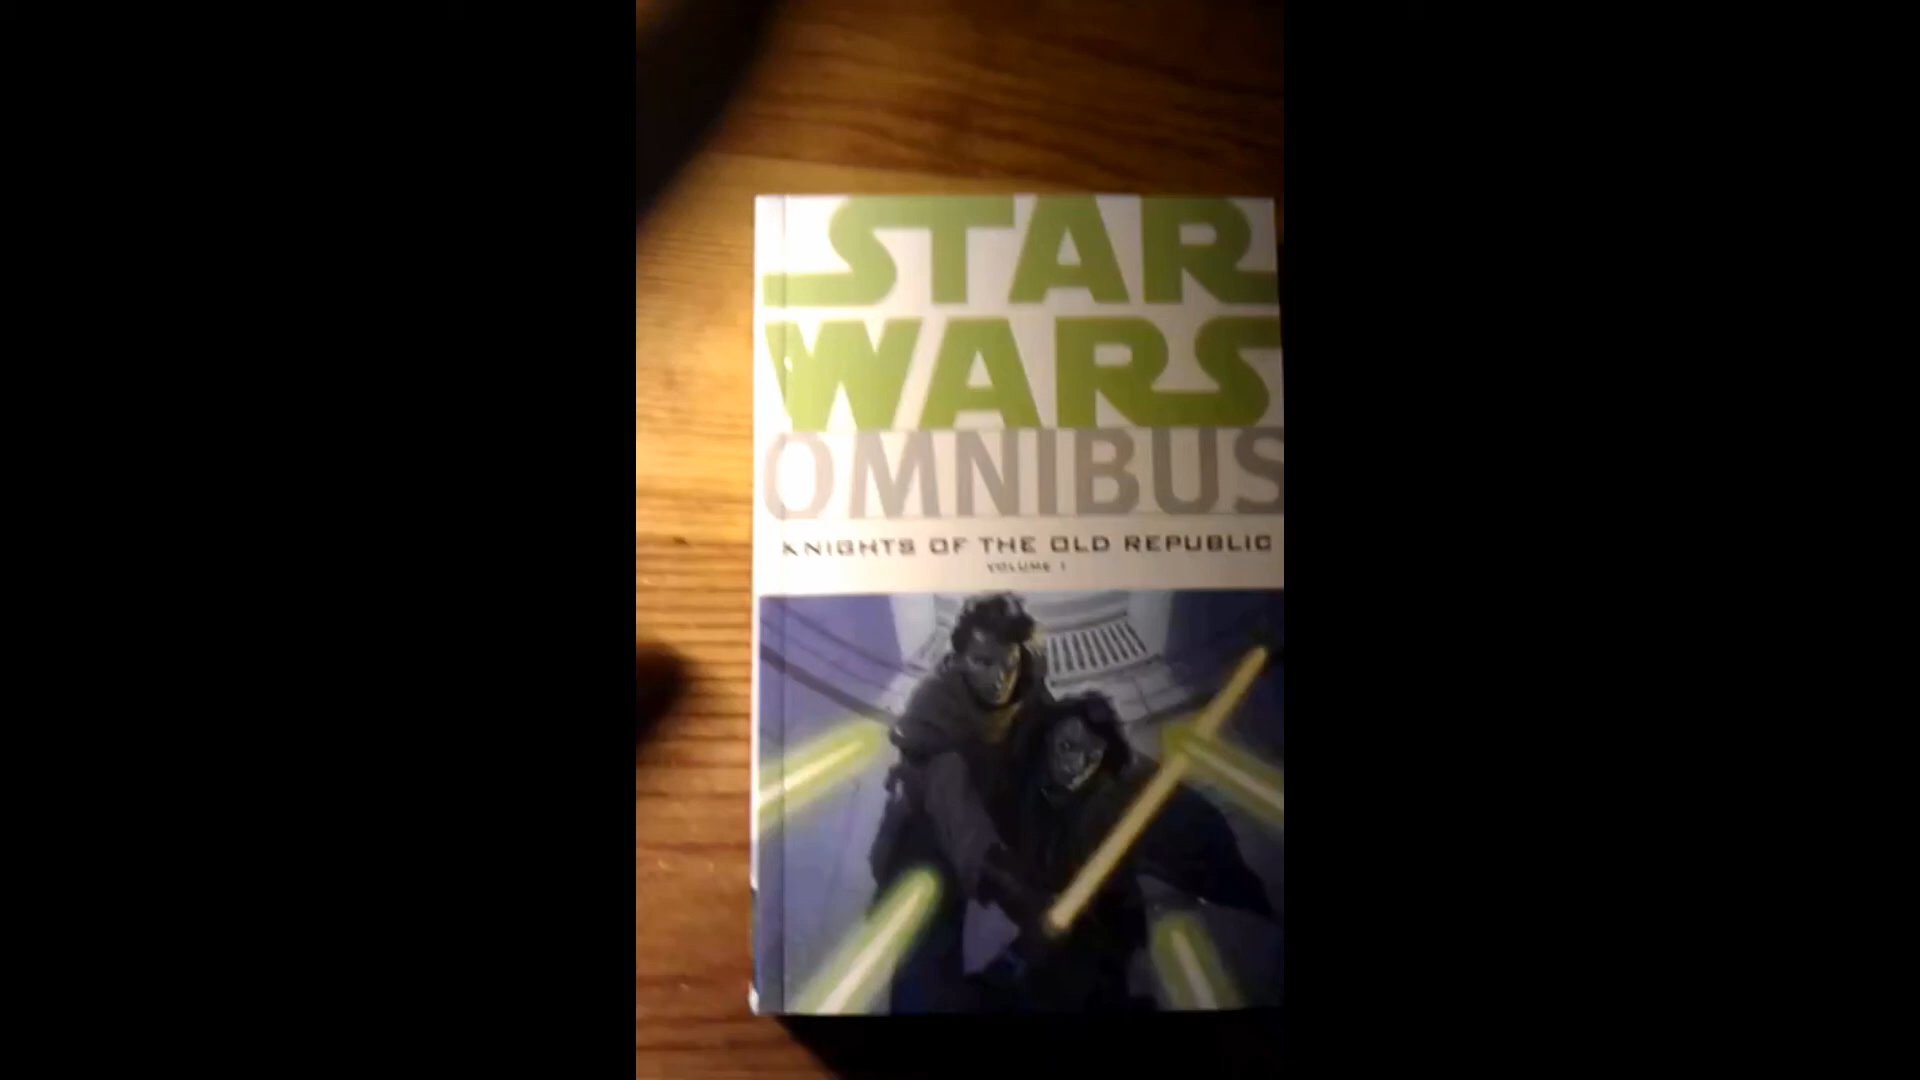 STAR
WARS
OMNIBUS
KNIGHTS OF THE OLD REPUBLIC
VOLUME 1